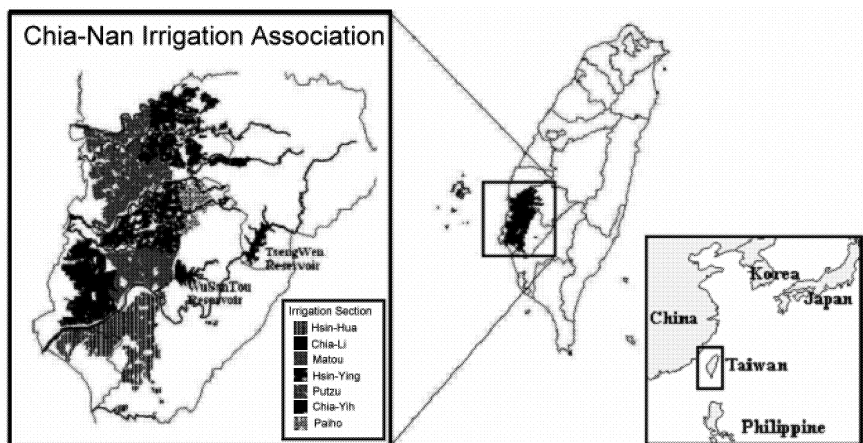 Chia-Nan Irrigation Association
TsengWen
Reservoir
WuSanTou
Reservoir
Irrigation Section
Hsin-Hua
Chia-Li
Matou
Hsin-Ying
Putzu
Chia-Yih
Paiho
Korea
Japan
China
Taiwan
Philippine